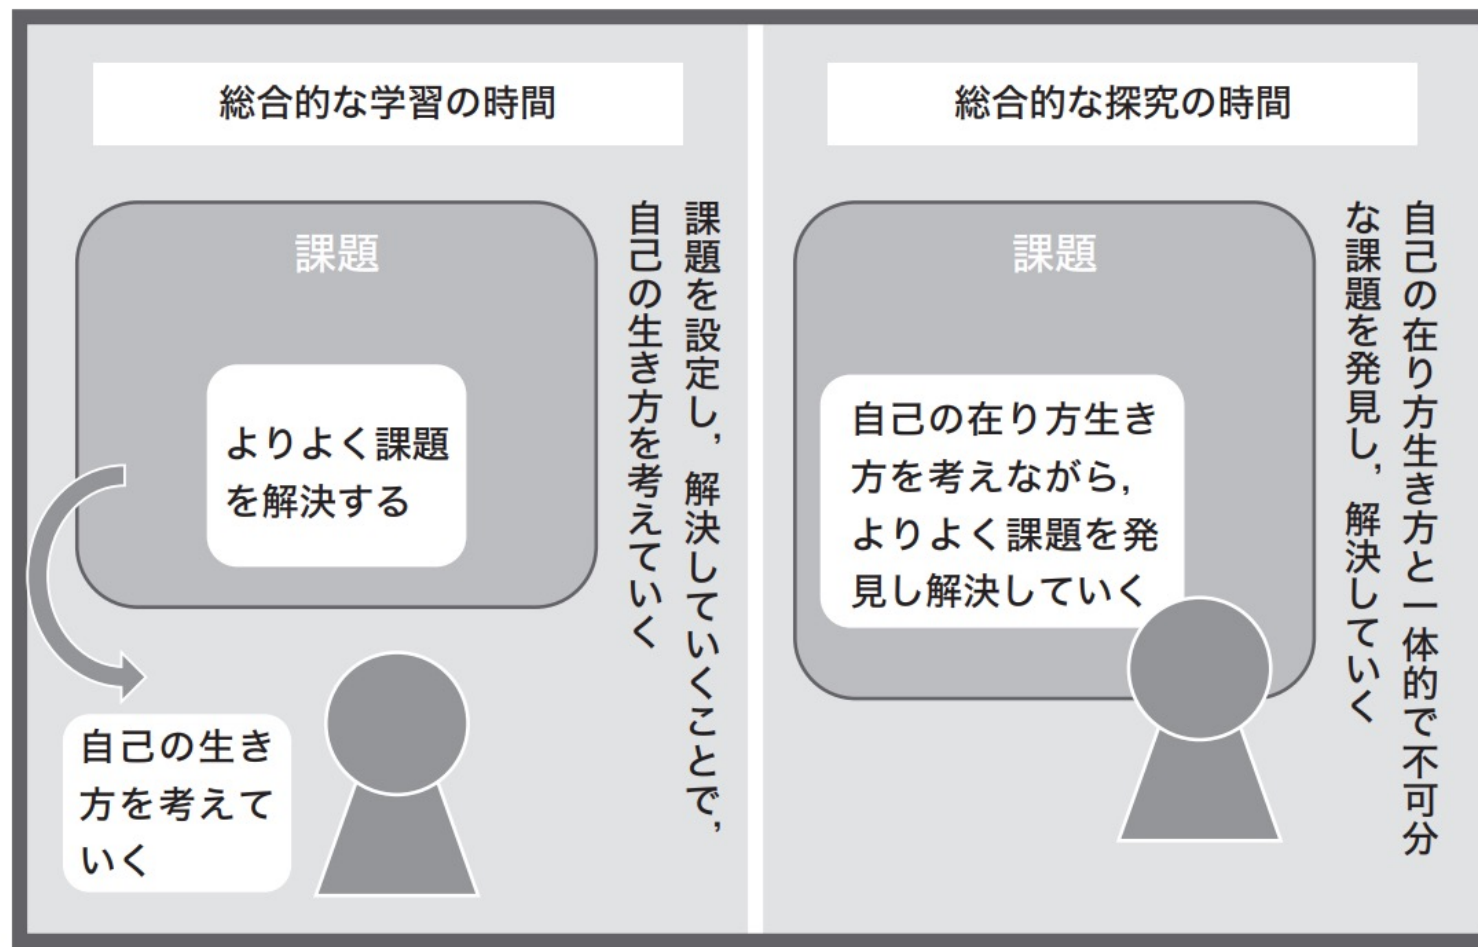 総合的な学習の時間
課題
よりよく課題
を解決する
自己の生き
方を考えて
いく
課題を設定し，解決していくことで，
自己の生き方を考えていく
総合的な探究の時間
課題
自己の在り方生き
方を考えながら，
よりよく課題を発
見し解決していく
自己の在り方生き方と一体的で不可分
な課題を発見し，解決していく